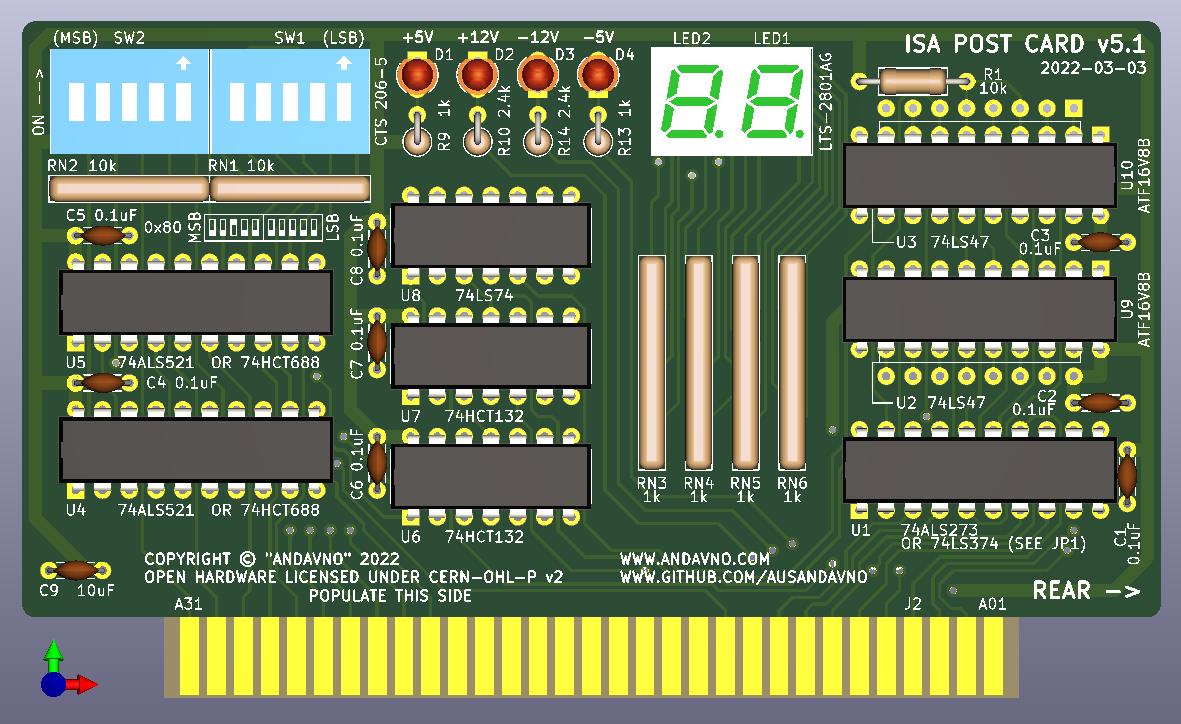 (MSB) SW2
SW1 (LSB)
+5V +12V -12V -5V
D1 D2 D3 D4
LED2 LED1
ISA POST CARD v5.1
2022-03-03
ON --->
CTS 206-5
R9 1k
R10 2.4k
R14 2.4k
R13 1k
LTS-2801AG
R1
10k
RN2 10k
RN1 10k
U10
ATF16V8B
C5 0.1uF
0x80
MSB
LSB
C8 0.1uF
U3 74LS47
C3
0.1uF
U8 74LS74
U9
ATF16V8B
C7 0.1uF
U5 74ALS521 OR 74HCT688
C4 0.1uF
U7 74HCT132
U2 74LS47
C2
0.1uF
C6 0.1uF
RN3 RN4 RN5 RN6
1k 1k 1k 1k
U4 74ALS521 OR 74HCT688
U6 74HCT132
U1 74ALS273
OR 74LS374 (SEE JP1)
C1
0.1uF
COPYRIGHT © "ANDAVNO" 2022
OPEN HARDWARE LICENSED UNDER CERN-OHL-P v2
POPULATE THIS SIDE
WWW.ANDAVNO.COM
WWW.GITHUB.COM/AUSANDAVNO
C9 10uF
REAR ->
A31
J2 A01